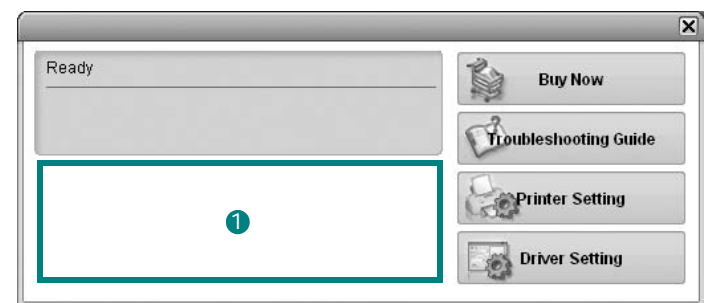 Ready
Buy Now
Troubleshooting Guide
Printer Setting
Driver Setting
1